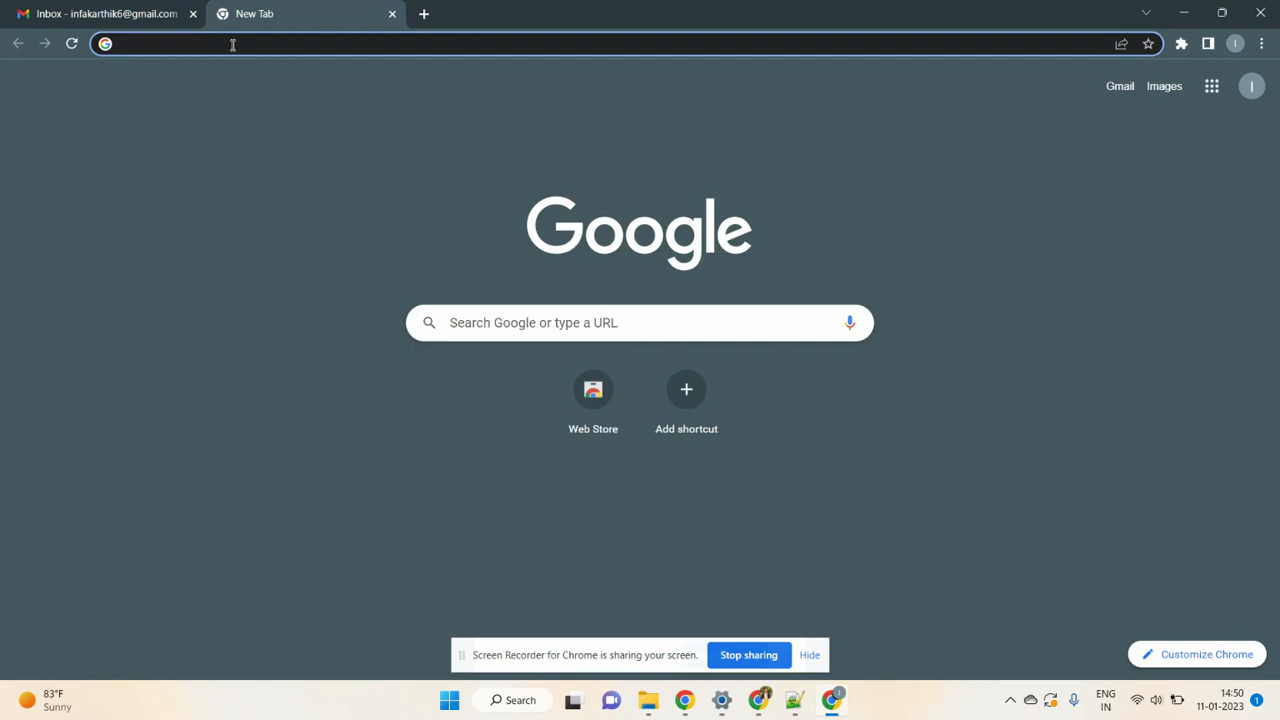 Inbox - infakarthik6@gmail.com
New Tab
I
Gmail Images
I
Google
Search Google or type a URL
Web Store
Add shortcut
Screen Recorder for Chrome is sharing your screen.
Stop sharing
Hide
Customize Chrome
83°F
Sunny
Search
I
ENG
IN
14:50
11-01-2023
1